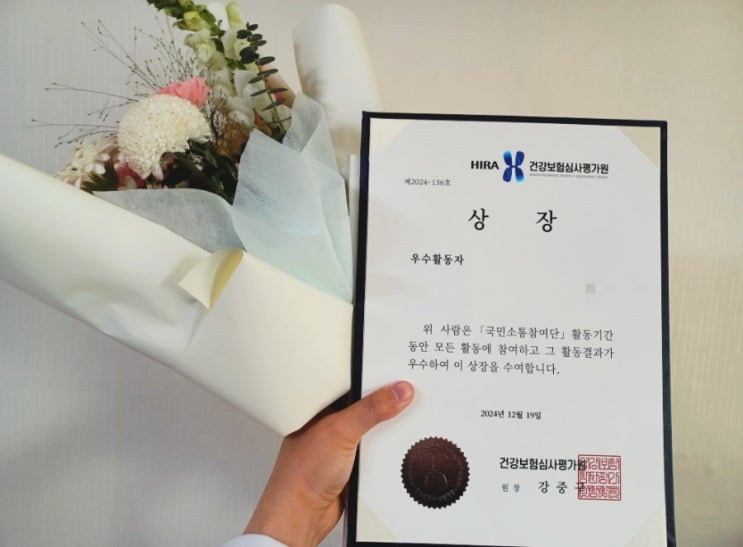 HIRA 건강보험심사평가원
HEALTH INSURANCE REVIEW & ASSESSMENT SERVICE
제2024-136호
상 장
우수활동자
위 사람은 「국민소통참여단」 활동기간
동안 모든 활동에 참여하고 그 활동결과가
우수하여 이 상장을 수여합니다.
2024년 12월 19일
건강보험심사평가원
원 장 강 중 구